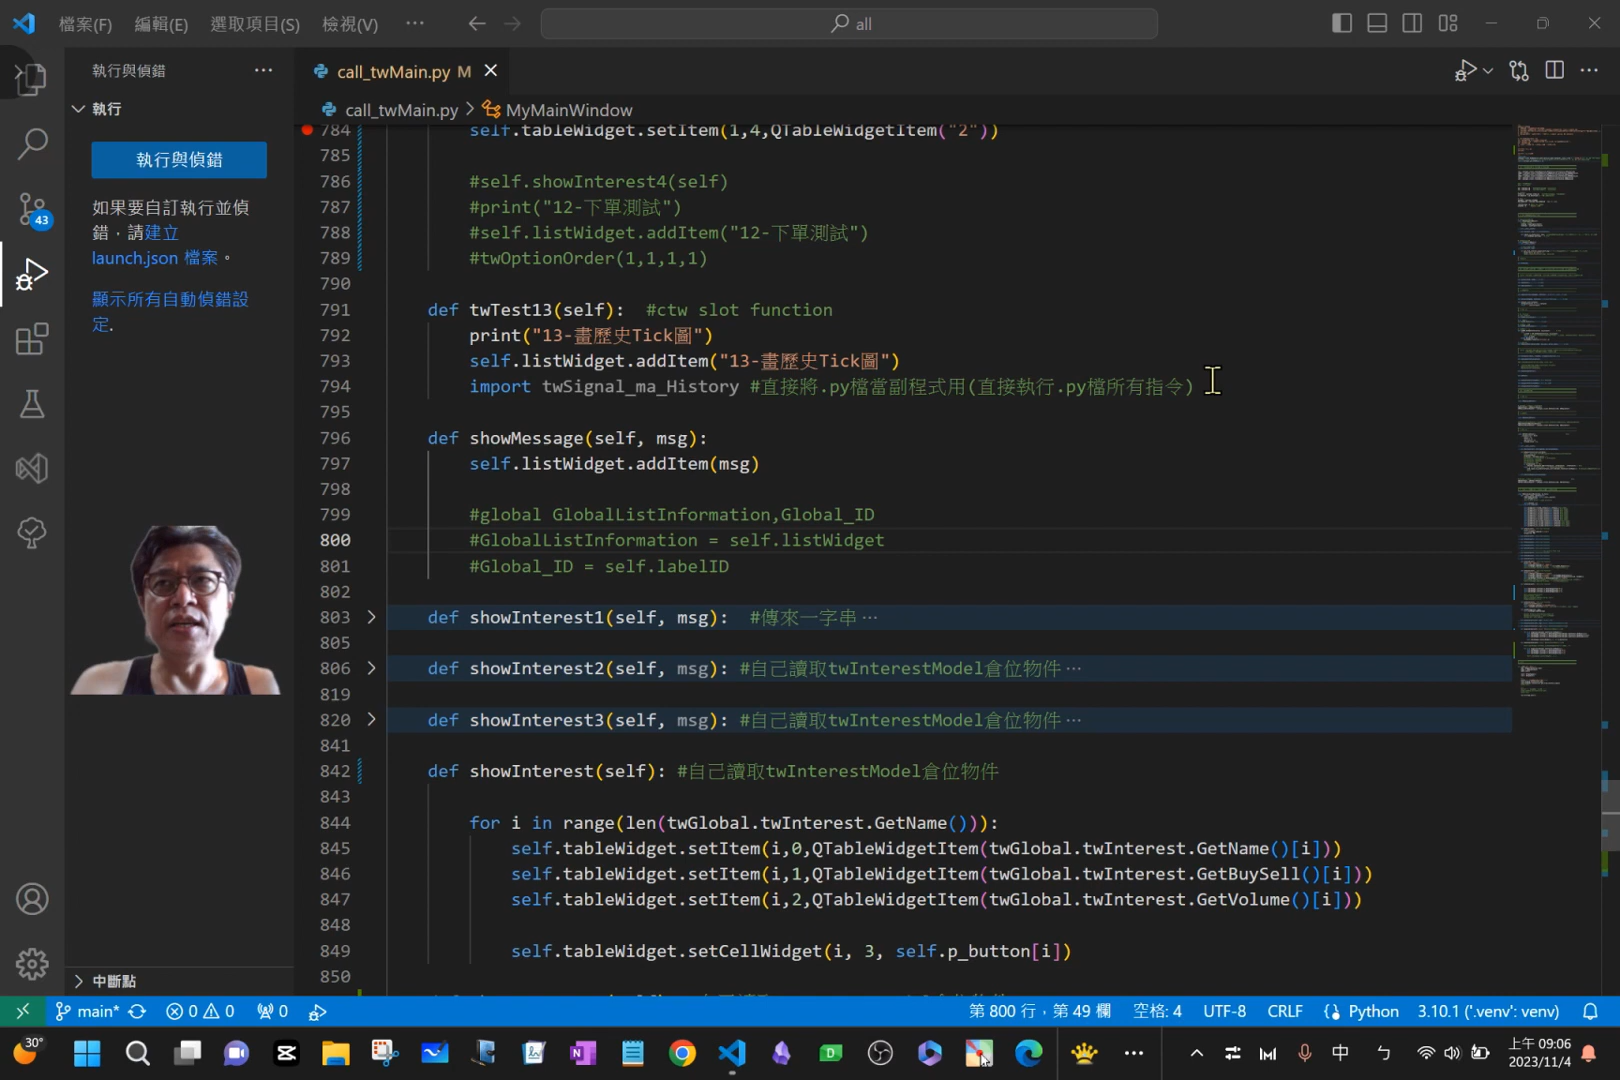 檔案(F) 編輯(E) 選取項目(S) 檢視(V) ··· all
執行與偵錯 ···
call_twMain.py M
執行
call_twMain.py > MyMainWindow
執行與偵錯
如果要自訂執行並偵
錯，請建立
launch.json 檔案。
顯示所有自動偵錯設
定.
43
784 self.tableWidget.setItem(1,4,QTableWidgetItem("2"))
785
786 #self.showInterest4(self)
787 #print("12-下單測試")
788 #self.listWidget.addItem("12-下單測試")
789 #twOptionOrder(1,1,1,1)
790
791 def twTest13(self):  #ctw slot function
792 print("13-畫歷史Tick圖")
793 self.listWidget.addItem("13-畫歷史Tick圖")
794 import twSignal_ma_History #直接將.py檔當副程式用(直接執行.py檔所有指令)
795
796 def showMessage(self, msg):
797 self.listWidget.addItem(msg)
798
799 #global GlobalListInformation,Global_ID
800 #GlobalListInformation = self.listWidget
801 #Global_ID = self.labelID
802
803 def showInterest1(self, msg):  #傳來一字串···
805
806 def showInterest2(self, msg): #自己讀取twInterestModel倉位物件···
819
820 def showInterest3(self, msg): #自己讀取twInterestModel倉位物件···
841
842 def showInterest(self): #自己讀取twInterestModel倉位物件
843
844 for i in range(len(twGlobal.twInterest.GetName())):
845 self.tableWidget.setItem(i,0,QTableWidgetItem(twGlobal.twInterest.GetName()[i]))
846 self.tableWidget.setItem(i,1,QTableWidgetItem(twGlobal.twInterest.GetBuySell()[i]))
847 self.tableWidget.setItem(i,2,QTableWidgetItem(twGlobal.twInterest.GetVolume()[i]))
848
849 self.tableWidget.setCellWidget(i, 3, self.p_button[i])
850
中斷點
main* 0 0 0 第 800 行，第 49 欄 空格: 4 UTF-8 CRLF Python 3.10.1 ('.venv': venv)
30° 中 上午 09:06
2023/11/4